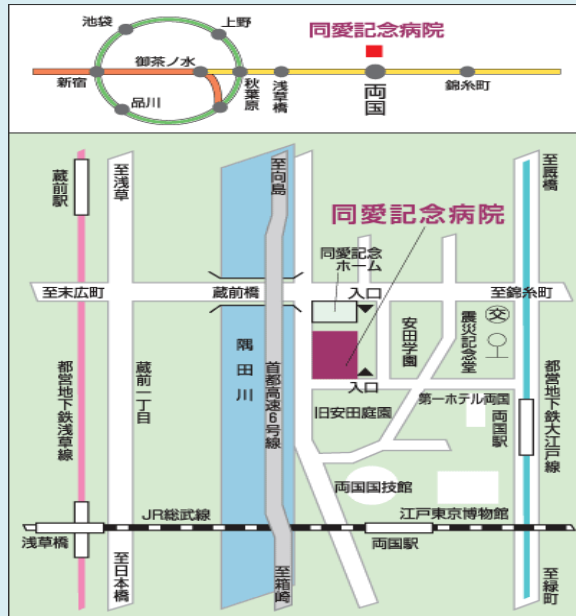 池袋
上野
同愛記念病院
御茶ノ水
新宿
秋葉原
浅草橋
両国
錦糸町
品川
蔵前駅
至浅草
至向島
至厩橋
同愛記念病院
同愛記念
ホーム
至末広町
蔵前橋
入口
至錦糸町
都営地下鉄浅草線
蔵前一丁目
隅田川
首都高速6号線
安田学園
震災記念堂
交
都営地下鉄大江戸線
入口
旧安田庭園
第一ホテル両国
両国駅
両国国技館
JR総武線
江戸東京博物館
浅草橋
両国駅
至日本橋
至箱崎
至緑町